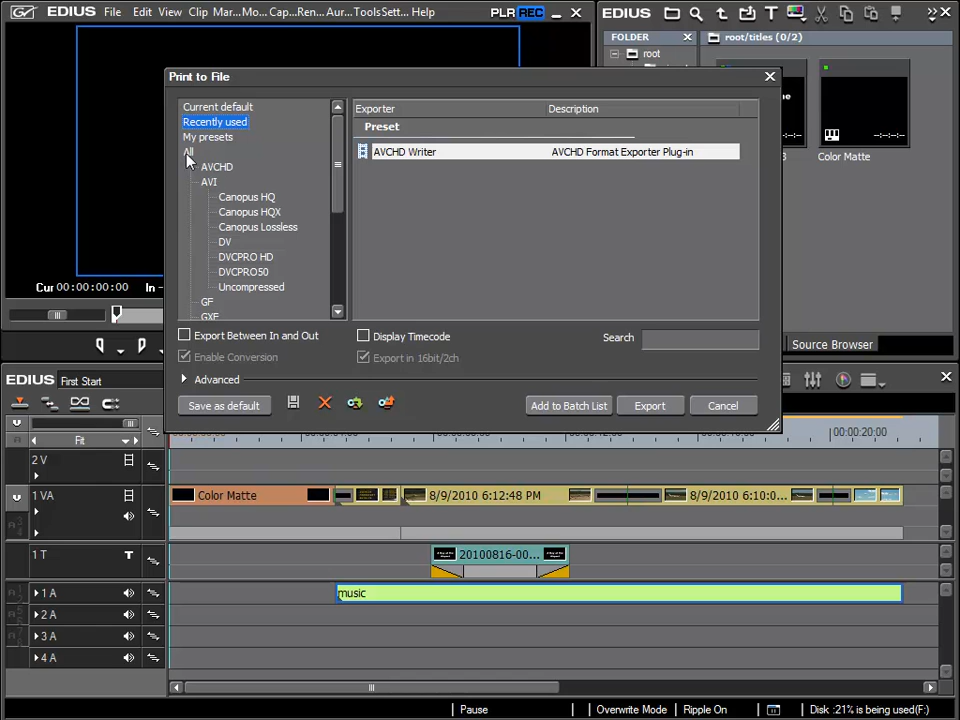 File Edit View Clip Mar...Mo... Cap...Ren... Aur...ToolsSett... Help
PLR REC
EDIUS
FOLDER
root
root/titles (0/2)
Color Matte
Cur 00:00:00:00 In
Source Browser
Print to File
Current default
Recently used
My presets
All
AVCHD
AVI
Canopus HQ
Canopus HQX
Canopus Lossless
DV
DVCPRO HD
DVCPRO50
Uncompressed
GF
GXF
Exporter Description
Preset
AVCHD Writer AVCHD Format Exporter Plug-in
Export Between In and Out
Display Timecode
Search
Enable Conversion
Export in 16bit/2ch
Advanced
Save as default
Add to Batch List
Export
Cancel
EDIUS First Start
Fit
00:00:20:00
2 V
1 VA
Color Matte
8/9/2010 6:12:48 PM
8/9/2010 6:10:0...
1 T T
20100816-00...
1 A
music
2 A
3 A
4 A
Pause
Overwrite Mode
Ripple On
Disk :21% is being used(F:)